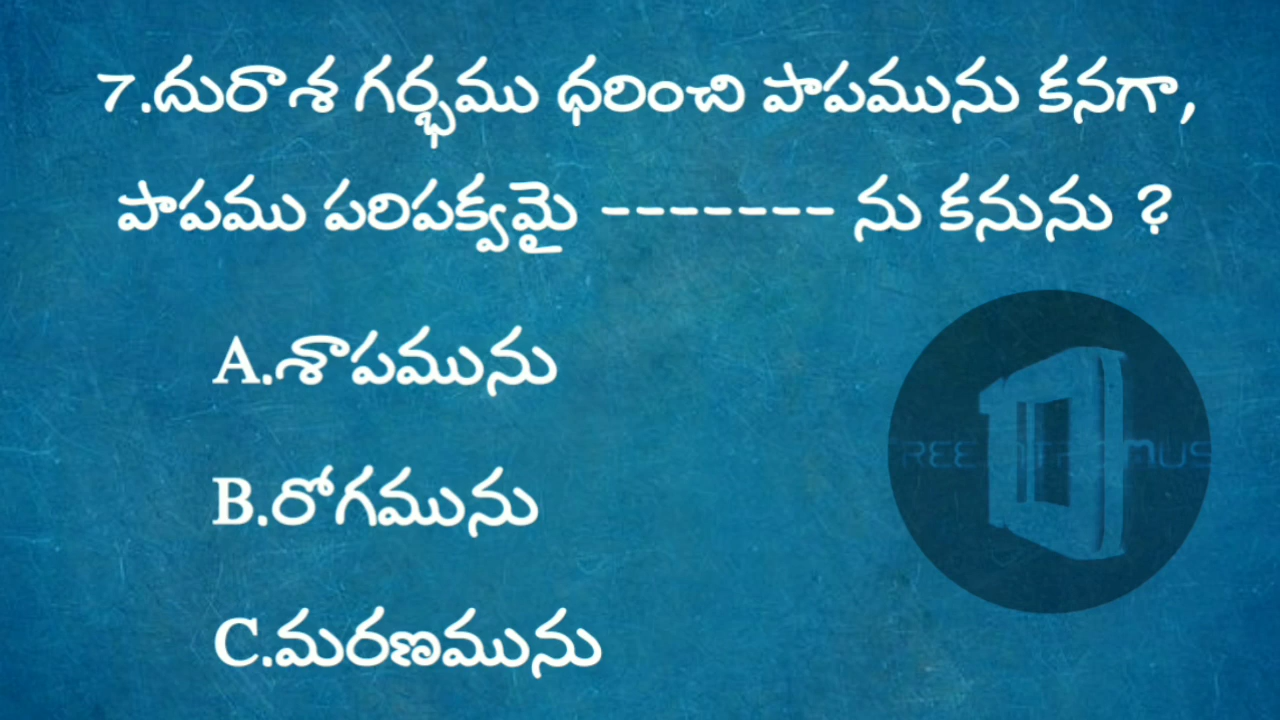 7.దురాశ గర్భము ధరించి పాపమును కనగా,
పాపము పరిపక్వమై ------- ను కనును ?
A.శాపమును
B.రోగమును
C.మరణమును